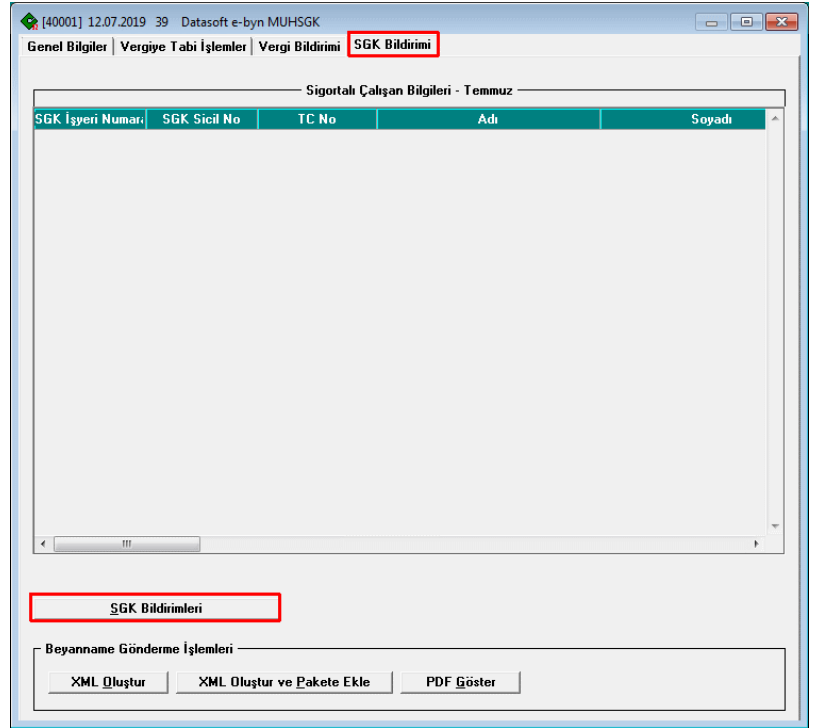 [40001] 12.07.2019 39 Datasoft e-byn MUHSGK
Genel Bilgiler Vergiye Tabi İşlemler Vergi Bildirimi SGK Bildirimi
Sigortalı Çalışan Bilgileri - Temmuz
SGK İşyeri Numara SGK Sicil No TC No Adı Soyadı
SGK Bildirimleri
Beyanname Gönderme İşlemleri
XML Oluştur XML Oluştur ve Pakete Ekle PDF Göster